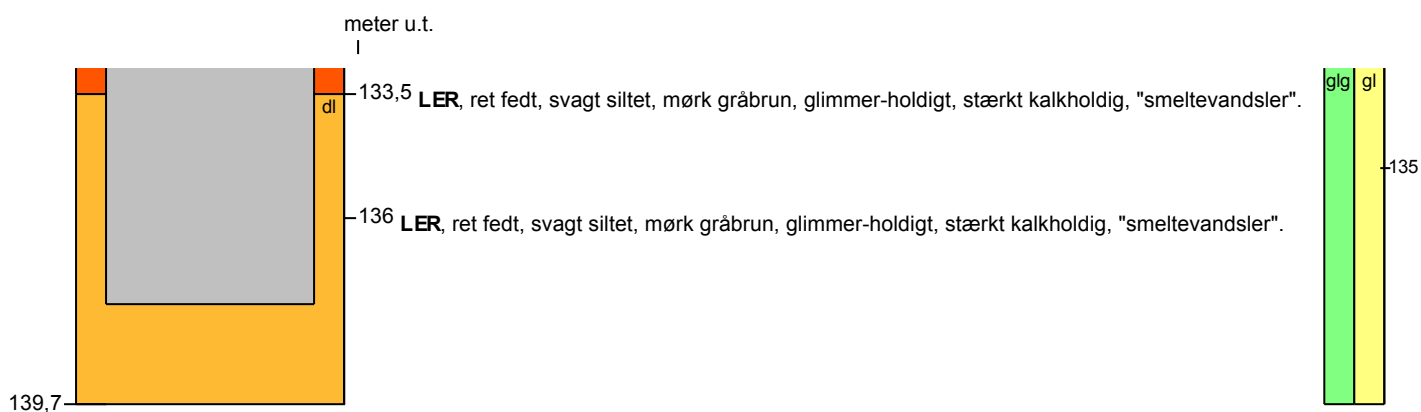 meter u.t.
glg gl
133,5 LER, ret fedt, svagt siltet, mørk gråbrun, glimmer-holdigt, stærkt kalkholdig, "smeltevandsler".
dl
135
136 LER, ret fedt, svagt siltet, mørk gråbrun, glimmer-holdigt, stærkt kalkholdig, "smeltevandsler".
139,7